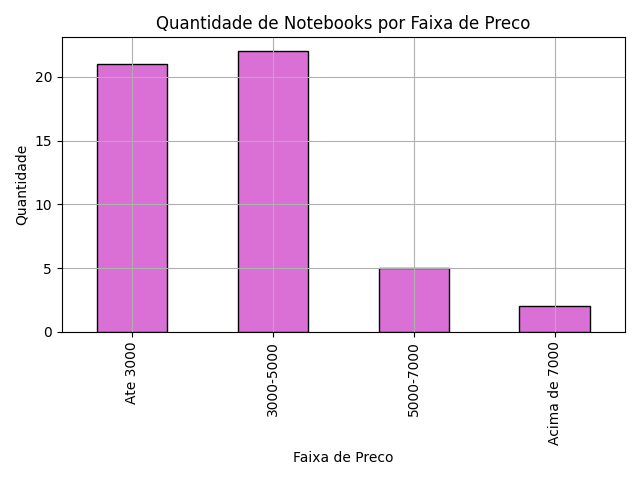 Quantidade de Notebooks por Faixa de Preco
Quantidade
20
15
10
5
0
Ate 3000
3000-5000
5000-7000
Acima de 7000
Faixa de Preco